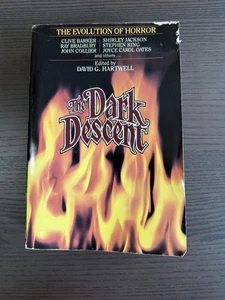 THE EVOLUTION OF HORROR
CLIVE BARKER
RAY BRADBURY
JOHN COLLIER
SHIRLEY JACKSON
STEPHEN KING
JOYCE CAROL OATES
and others....
Edited by
DAVID G. HARTWELL
The Dark
Descent